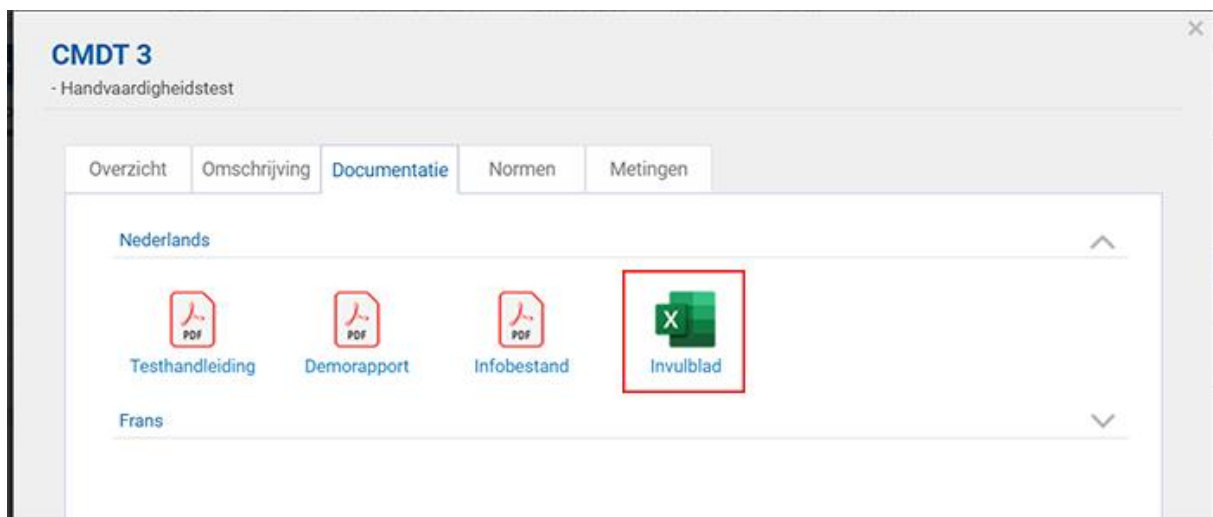 CMDT 3
- Handvaardigheidstest
Overzicht Omschrijving Documentatie Normen Metingen
Nederlands
PDF PDF PDF X
Testhandleiding Demorapport Infobestand Invulblad
Frans